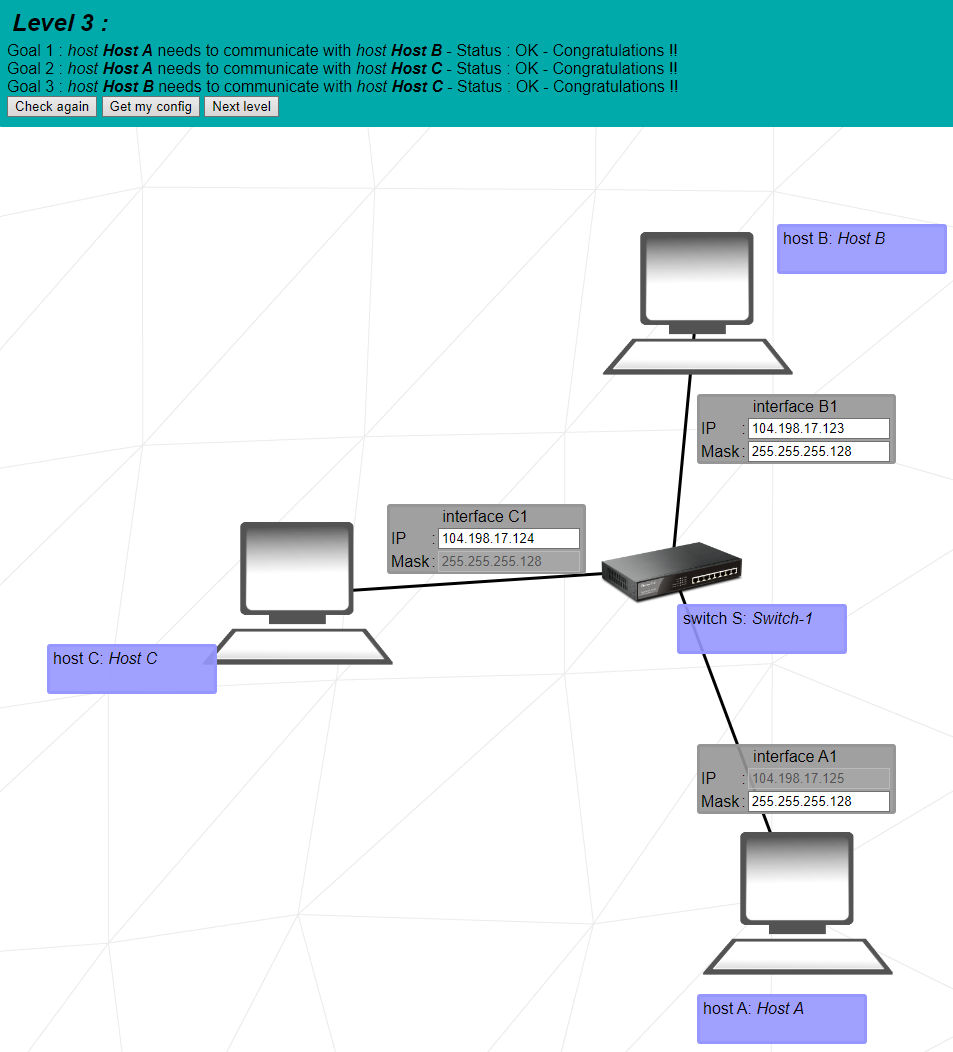 Level 3 :
Goal 1 : host Host A needs to communicate with host Host B - Status : OK - Congratulations !!
Goal 2 : host Host A needs to communicate with host Host C - Status : OK - Congratulations !!
Goal 3 : host Host B needs to communicate with host Host C - Status : OK - Congratulations !!
Check again Get my config Next level
host B: Host B
interface B1
IP : 104.198.17.123
Mask : 255.255.255.128
interface C1
IP : 104.198.17.124
Mask : 255.255.255.128
switch S: Switch-1
host C: Host C
interface A1
IP : 104.198.17.125
Mask : 255.255.255.128
host A: Host A